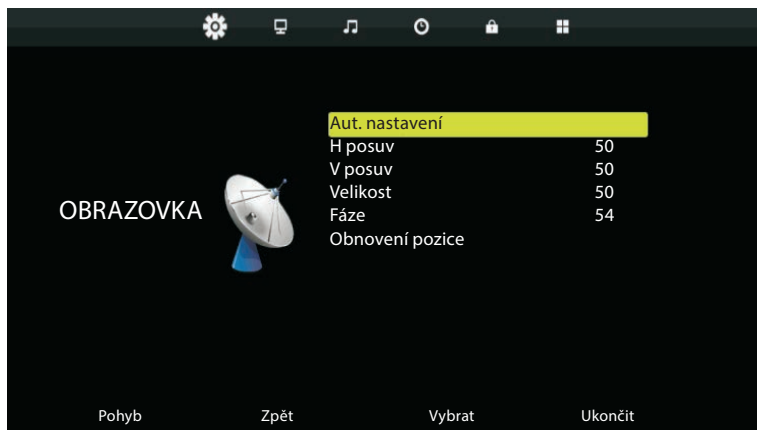 Aut. nastavení
H posuv 50
V posuv 50
Velikost 50
OBRAZOVKA
Fáze 54
Obnovení pozice
Pohyb Zpět Vybrat Ukončit